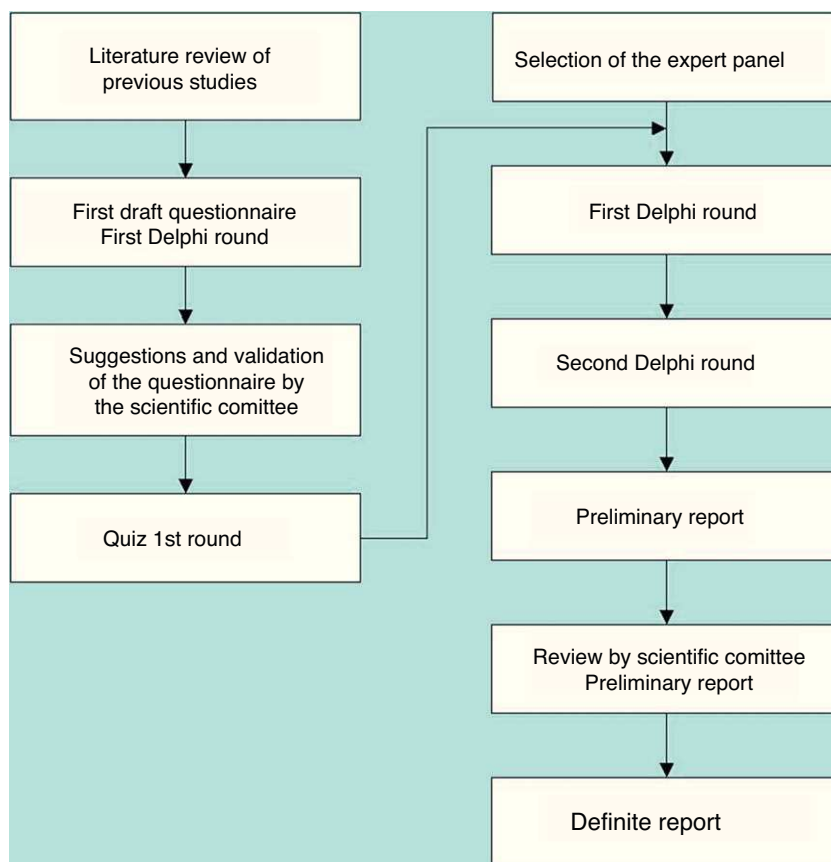 Literature review of
previous studies
First draft questionnaire
First Delphi round
Suggestions and validation
of the questionnaire by
the scientific comittee
Quiz 1st round
Selection of the expert panel
First Delphi round
Second Delphi round
Preliminary report
Review by scientific comittee
Preliminary report
Definite report